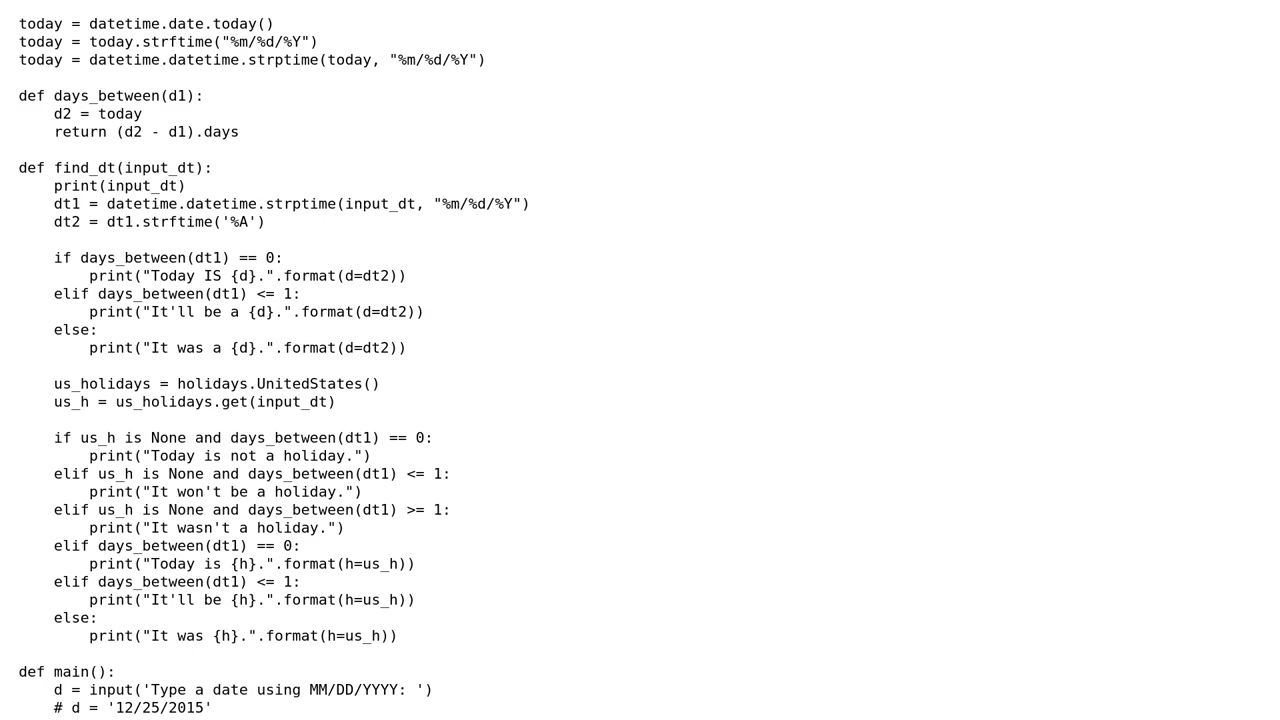 today = datetime.date.today()
today = today.strftime("%m/%d/%Y")
today = datetime.datetime.strptime(today, "%m/%d/%Y")

def days_between(d1):
    d2 = today
    return (d2 - d1).days

def find_dt(input_dt):
    print(input_dt)
    dt1 = datetime.datetime.strptime(input_dt, "%m/%d/%Y")
    dt2 = dt1.strftime('%A')

    if days_between(dt1) == 0:
        print("Today IS {d}.".format(d=dt2))
    elif days_between(dt1) <= 1:
        print("It'll be a {d}.".format(d=dt2))
    else:
        print("It was a {d}.".format(d=dt2))

    us_holidays = holidays.UnitedStates()
    us_h = us_holidays.get(input_dt)

    if us_h is None and days_between(dt1) == 0:
        print("Today is not a holiday.")
    elif us_h is None and days_between(dt1) <= 1:
        print("It won't be a holiday.")
    elif us_h is None and days_between(dt1) >= 1:
        print("It wasn't a holiday.")
    elif days_between(dt1) == 0:
        print("Today is {h}.".format(h=us_h))
    elif days_between(dt1) <= 1:
        print("It'll be {h}.".format(h=us_h))
    else:
        print("It was {h}.".format(h=us_h))

def main():
    d = input('Type a date using MM/DD/YYYY: ')
    # d = '12/25/2015'